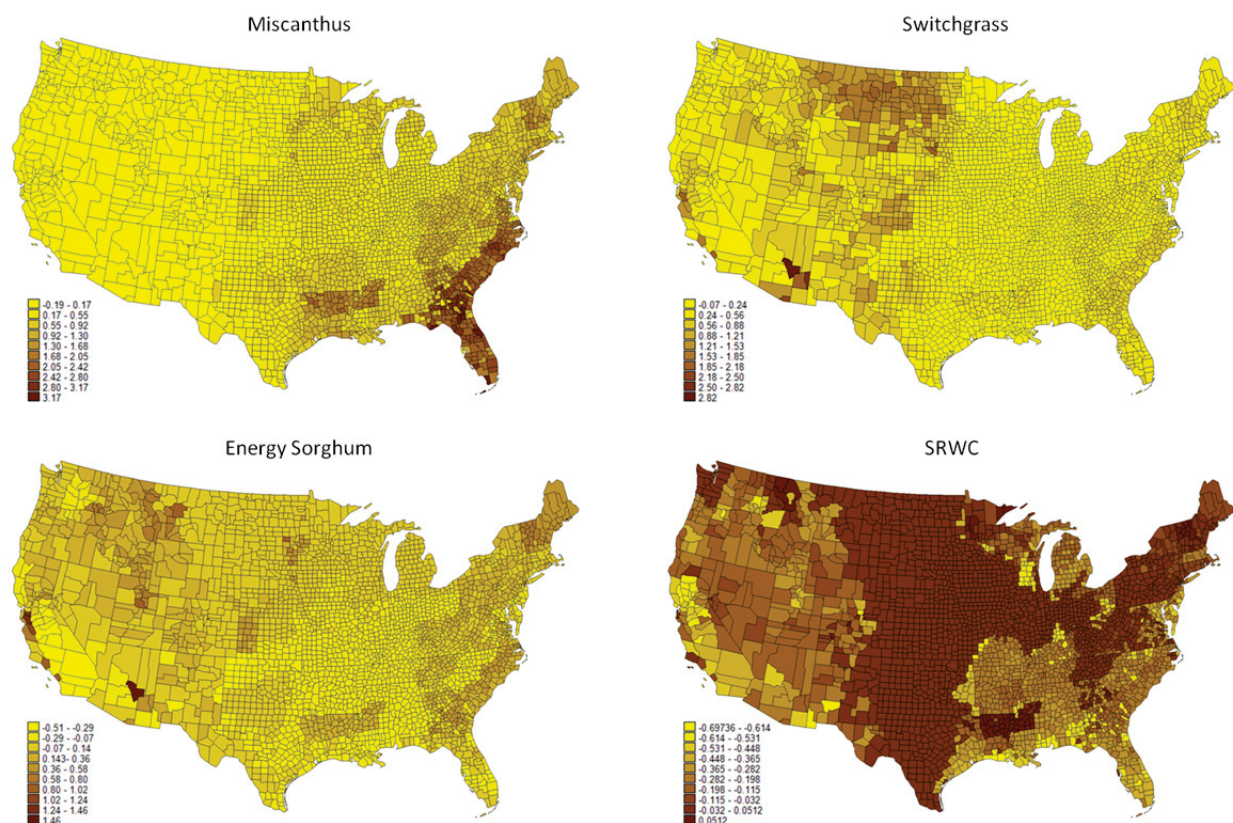 Miscanthus
Switchgrass
-0.19 - 0.17
0.17 - 0.55
0.55 - 0.92
0.92 - 1.30
1.30 - 1.68
1.68 - 2.05
2.05 - 2.42
2.42 - 2.80
2.80 - 3.17
3.17
-0.07 - 0.24
0.24 - 0.56
0.56 - 0.88
0.88 - 1.21
1.21 - 1.53
1.53 - 1.85
1.85 - 2.18
2.18 - 2.50
2.50 - 2.82
2.82
Energy Sorghum
SRWC
-0.51 - -0.29
-0.29 - -0.07
-0.07 - 0.14
0.143- 0.36
0.36 - 0.58
0.58 - 0.80
0.80 - 1.02
1.02 - 1.24
1.24 - 1.46
1.46
-0.69736 - -0.614
-0.614 - -0.531
-0.531 - -0.448
-0.448 - -0.365
-0.365 - -0.282
-0.282 - -0.198
-0.198 - -0.115
-0.115 - -0.032
-0.032 - 0.0512
0.0512